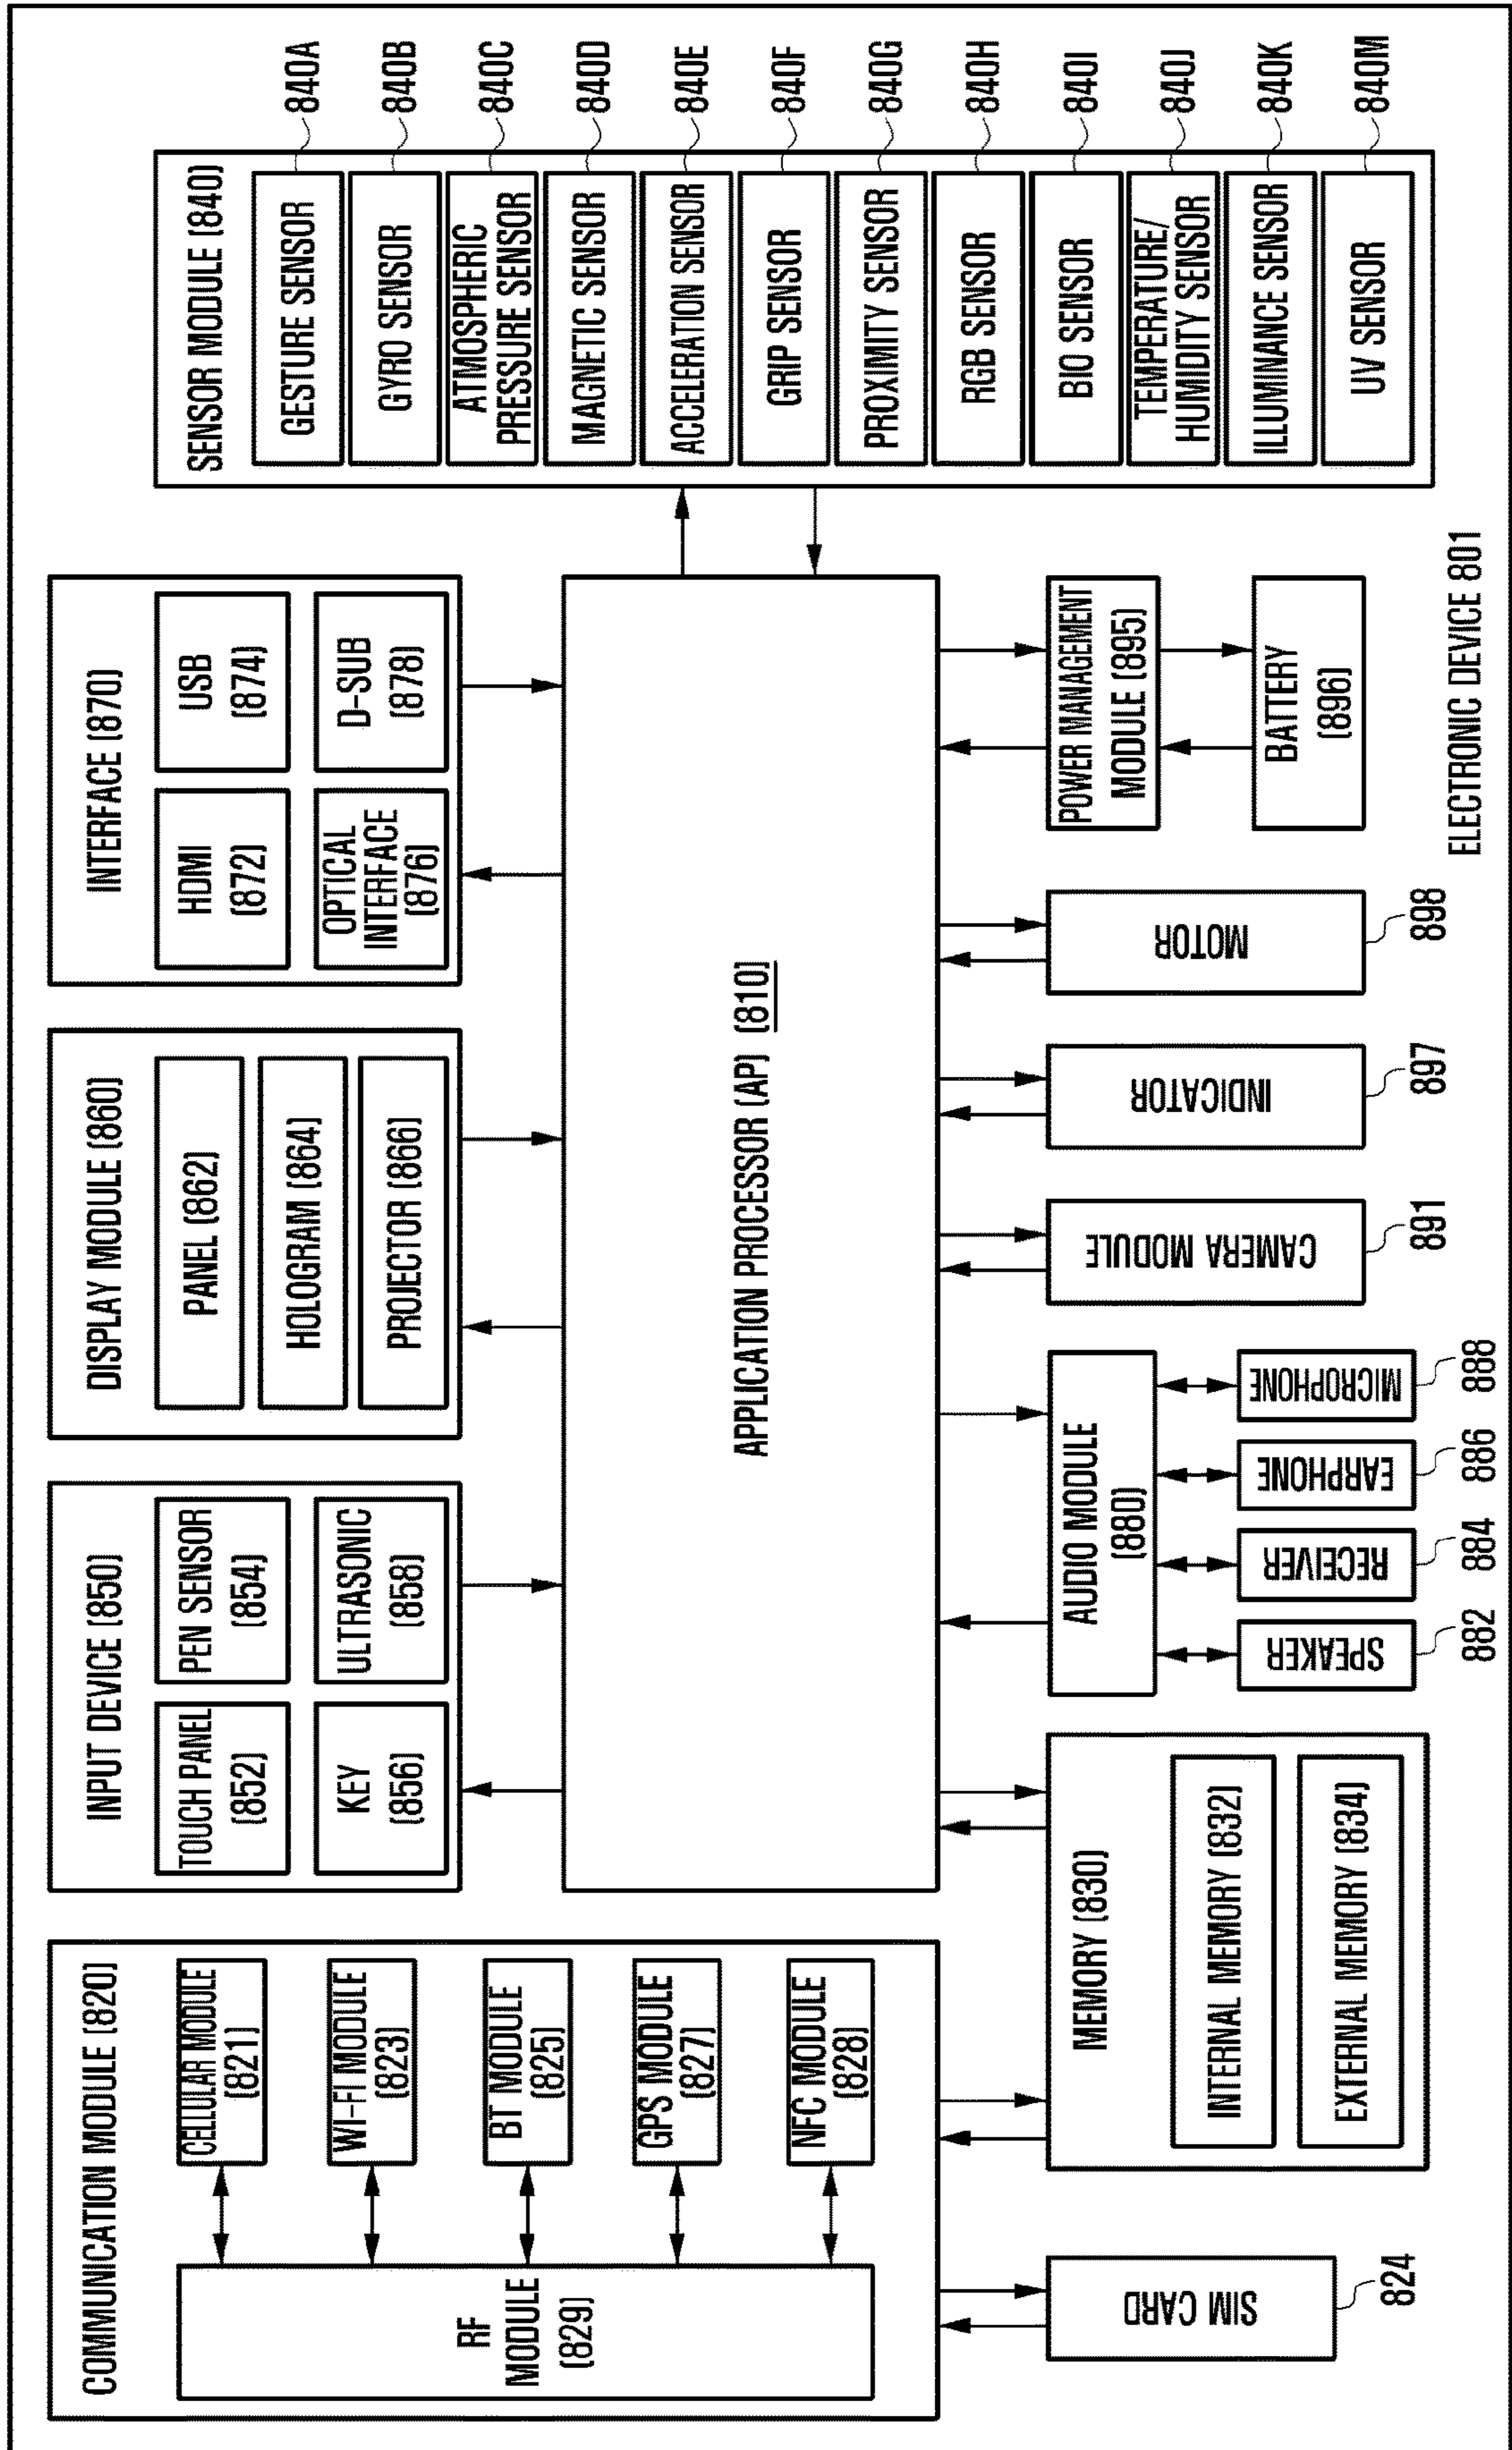 COMMUNICATION MODULE (820)
RF
MODULE
(829)
CELLULAR MODULE
(821)
WI-FI MODULE
(823)
BT MODULE
(825)
GPS MODULE
(827)
NFC MODULE
(828)
INPUT DEVICE (850)
TOUCH PANEL
(852)
PEN SENSOR
(854)
KEY
(856)
ULTRASONIC
(858)
DISPLAY MODULE (860)
PANEL (862)
HOLOGRAM (864)
PROJECTOR (866)
INTERFACE (870)
HDMI
(872)
USB
(874)
OPTICAL
INTERFACE
(876)
D-SUB
(878)
SENSOR MODULE (840)
GESTURE SENSOR
840A
GYRO SENSOR
840B
ATMOSPHERIC
PRESSURE SENSOR
840C
MAGNETIC SENSOR
840D
ACCELERATION SENSOR
840E
GRIP SENSOR
840F
PROXIMITY SENSOR
840G
RGB SENSOR
840H
BIO SENSOR
840I
TEMPERATURE/
HUMIDITY SENSOR
840J
ILLUMINANCE SENSOR
840K
UV SENSOR
840M
APPLICATION PROCESSOR (AP) (810)
SIM CARD
824
MEMORY (830)
INTERNAL MEMORY (832)
EXTERNAL MEMORY (834)
AUDIO MODULE
(880)
SPEAKER
882
RECEIVER
884
EARPHONE
886
MICROPHONE
888
CAMERA MODULE
891
INDICATOR
897
MOTOR
898
POWER MANAGEMENT
MODULE (895)
BATTERY
(896)
ELECTRONIC DEVICE 801